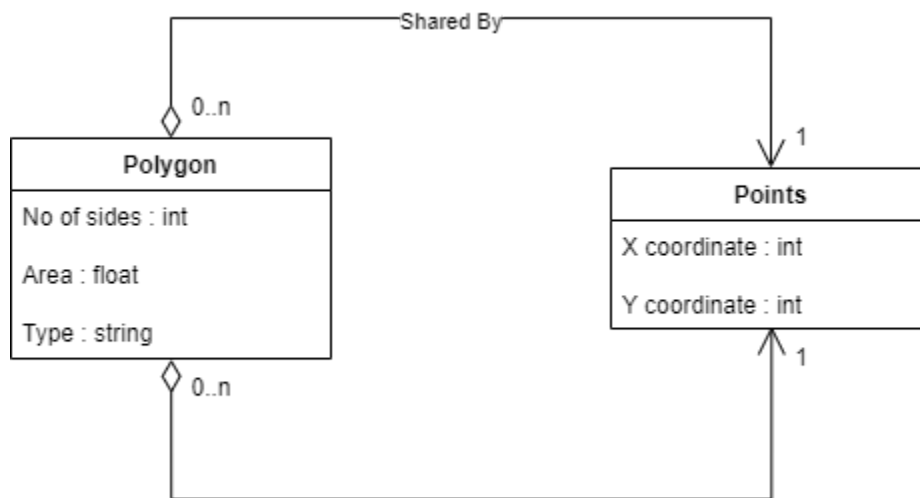 Shared By
0..n
1
Polygon
No of sides : int
Area : float
Type : string
Points
X coordinate : int
Y coordinate : int
0..n
1